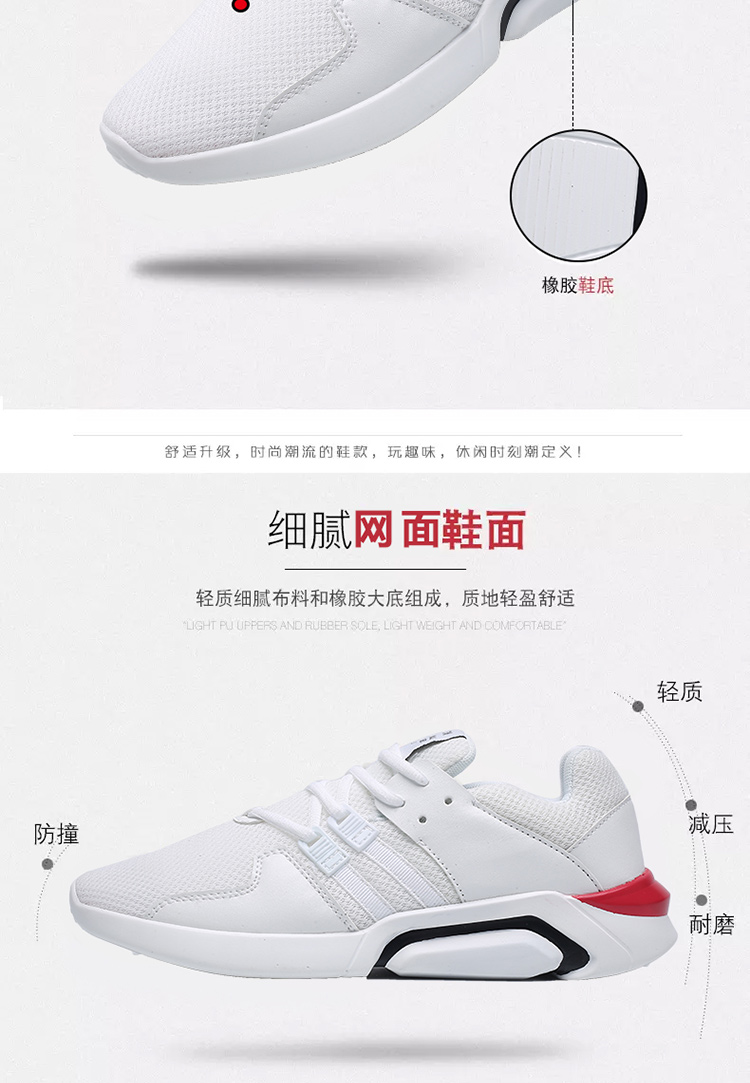 橡胶鞋底
舒适升级，时尚潮流的鞋款，玩趣味，休闲时刻潮定义！
细腻网面鞋面
轻质细腻布料和橡胶大底组成，质地轻盈舒适
"LIGHT PU UPPERS AND RUBBER SOLE, LIGHT WEIGHT AND COMFORTABLE"
轻质
减压
防撞
耐磨